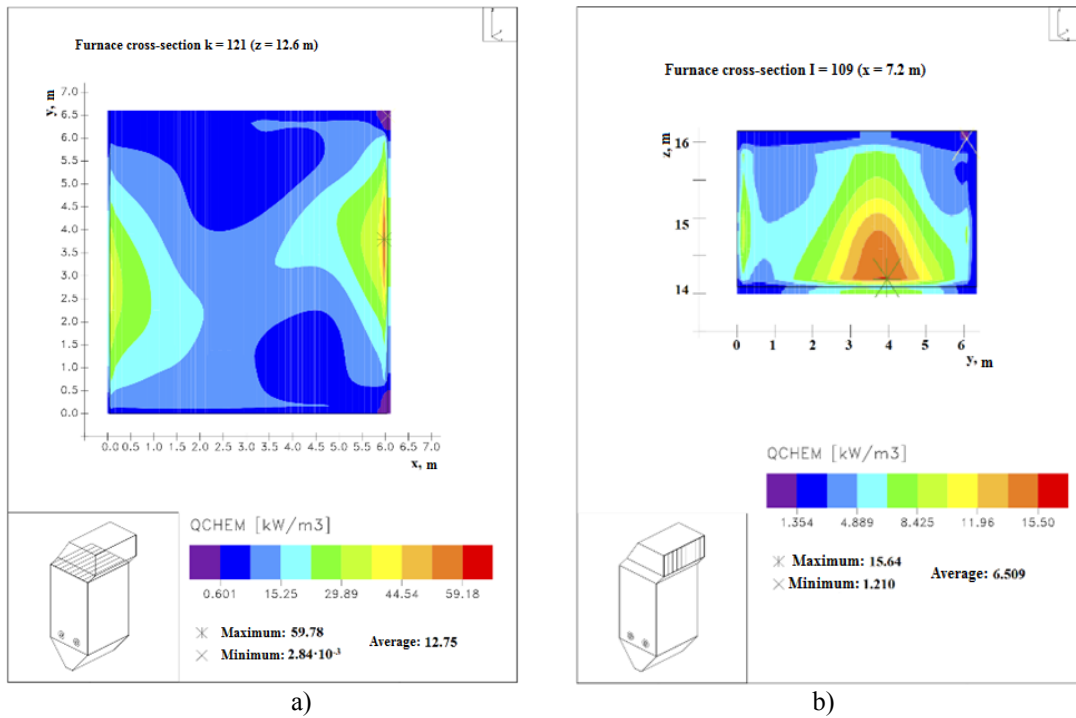 Furnace cross-section k = 121 (z = 12.6 m)
y, m
7.0
6.5
6.0
5.5
5.0
4.5
4.0
3.5
3.0
2.5
2.0
1.5
1.0
0.5
0.0
0.0 0.5 1.0 1.5 2.0 2.5 3.0 3.5 4.0 4.5 5.0 5.5 6.0 6.5 7.0
x, m
QCHEM [kW/m3]
0.601 15.25 29.89 44.54 59.18
Maximum: 59.78
Minimum: 2.84·10⁻³
Average: 12.75
a)
Furnace cross-section I = 109 (x = 7.2 m)
z, m
16
15
14
0 1 2 3 4 5 6
y, m
QCHEM [kW/m3]
1.354 4.889 8.425 11.96 15.50
Maximum: 15.64
Minimum: 1.210
Average: 6.509
b)